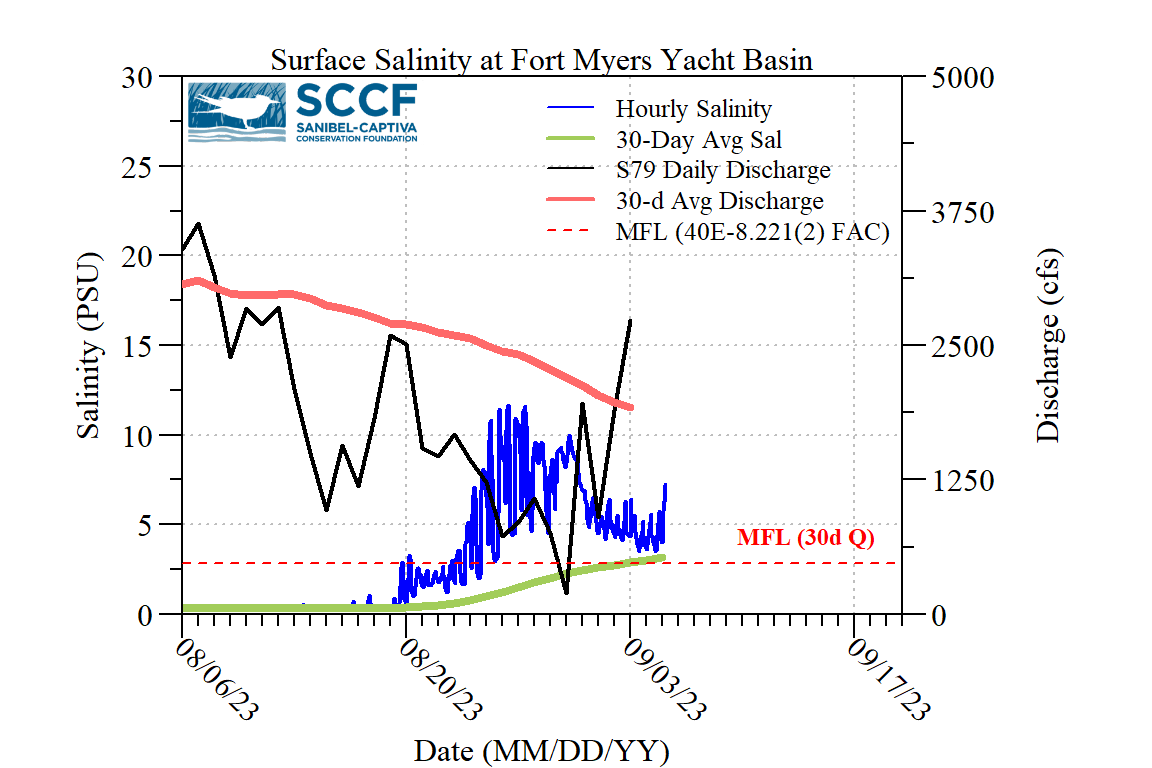 Surface Salinity at Fort Myers Yacht Basin
SCCF
SANIBEL-CAPTIVA
CONSERVATION FOUNDATION
Hourly Salinity
30-Day Avg Sal
S79 Daily Discharge
30-d Avg Discharge
MFL (40E-8.221(2) FAC)
30
25
20
15
10
5
0
Salinity (PSU)
5000
3750
2500
1250
0
Discharge (cfs)
MFL (30d Q)
08/06/23
08/20/23
09/03/23
09/17/23
Date (MM/DD/YY)